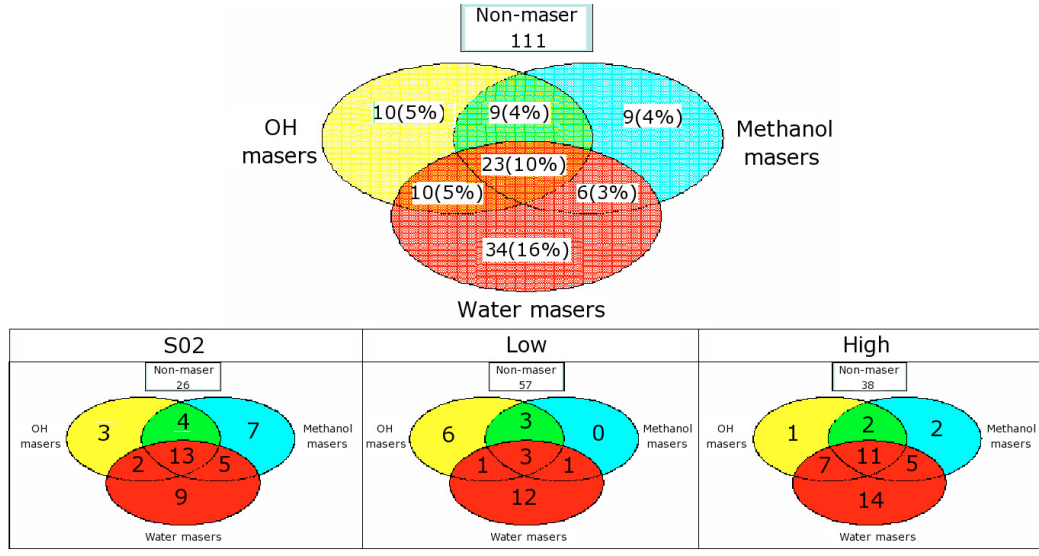 Non-maser
111
10(5%)
9(4%)
9(4%)
OH
masers
Methanol
masers
23(10%)
10(5%)
6(3%)
34(16%)
Water masers
S02
Low
High
Non-maser
26
OH
masers
3
4
7
Methanol
masers
2
13
5
9
Water masers
Non-maser
57
OH
masers
6
3
0
Methanol
masers
1
3
1
12
Water masers
Non-maser
38
OH
masers
1
2
2
Methanol
masers
7
11
5
14
Water masers